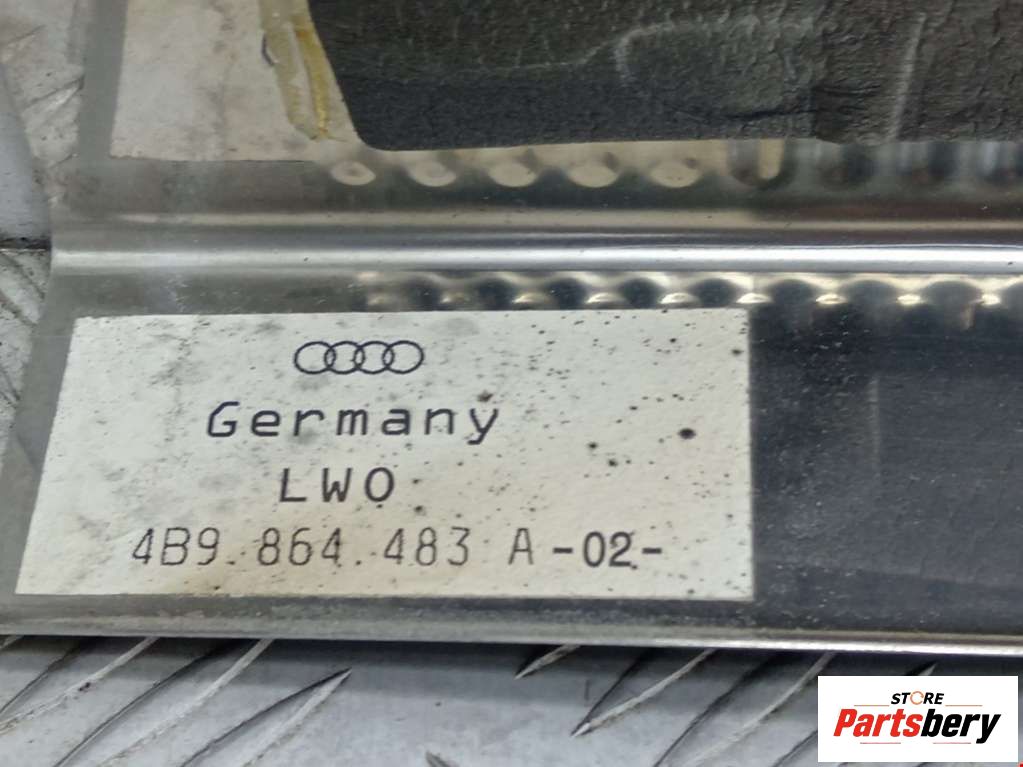 Germany
LWO
4B9.864.483 A -02-
STORE
Partsbery